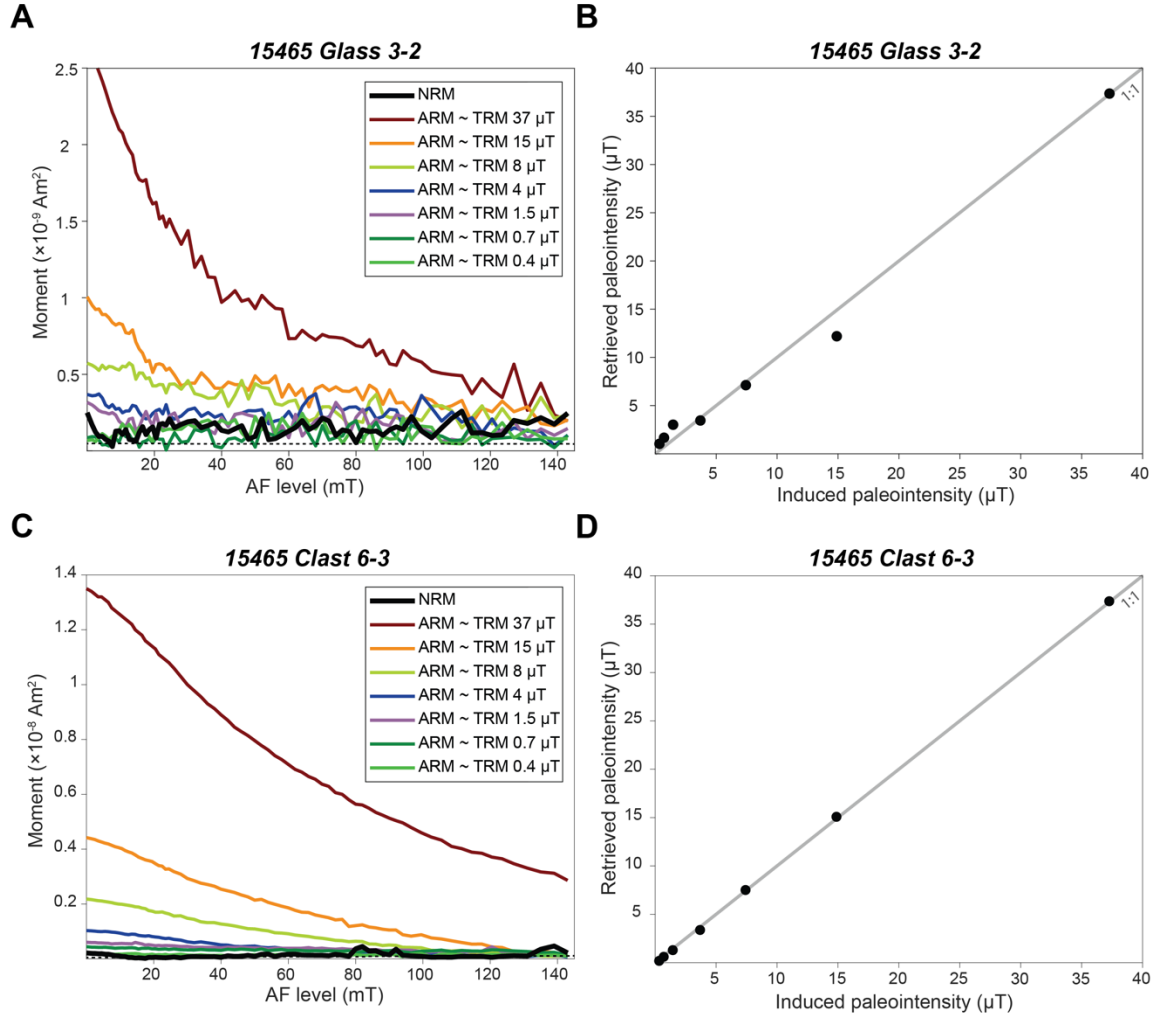 A
15465 Glass 3-2
Moment (×10⁻⁹ Am²)
2.5
2
1.5
1
0.5
NRM
ARM ~ TRM 37 µT
ARM ~ TRM 15 µT
ARM ~ TRM 8 µT
ARM ~ TRM 4 µT
ARM ~ TRM 1.5 µT
ARM ~ TRM 0.7 µT
ARM ~ TRM 0.4 µT
20 40 60 80 100 120 140
AF level (mT)
B
15465 Glass 3-2
Retrieved paleointensity (µT)
40
35
30
25
20
15
10
5
1:1
5 10 15 20 25 30 35 40
Induced paleointensity (µT)
C
15465 Clast 6-3
Moment (×10⁻⁸ Am²)
1.4
1.2
1
0.8
0.6
0.4
0.2
NRM
ARM ~ TRM 37 µT
ARM ~ TRM 15 µT
ARM ~ TRM 8 µT
ARM ~ TRM 4 µT
ARM ~ TRM 1.5 µT
ARM ~ TRM 0.7 µT
ARM ~ TRM 0.4 µT
20 40 60 80 100 120 140
AF level (mT)
D
15465 Clast 6-3
Retrieved paleointensity (µT)
40
35
30
25
20
15
10
5
1:1
5 10 15 20 25 30 35 40
Induced paleointensity (µT)